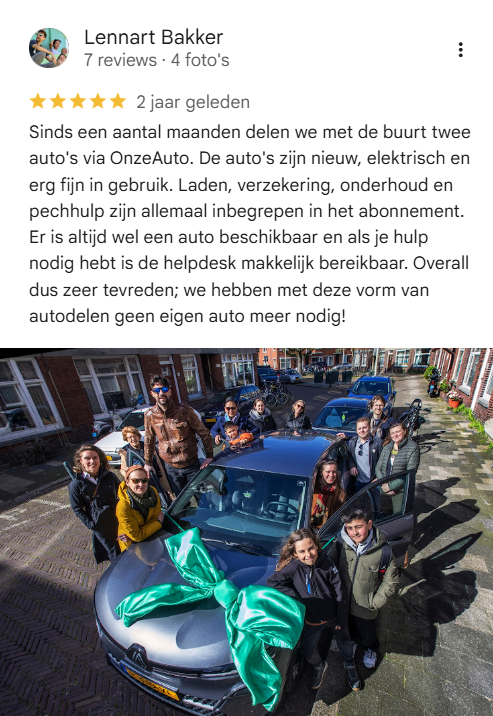 Lennart Bakker
7 reviews · 4 foto's
2 jaar geleden
Sinds een aantal maanden delen we met de buurt twee
auto's via OnzeAuto. De auto's zijn nieuw, elektrisch en
erg fijn in gebruik. Laden, verzekering, onderhoud en
pechhulp zijn allemaal inbegrepen in het abonnement.
Er is altijd wel een auto beschikbaar en als je hulp
nodig hebt is de helpdesk makkelijk bereikbaar. Overall
dus zeer tevreden; we hebben met deze vorm van
autodelen geen eigen auto meer nodig!